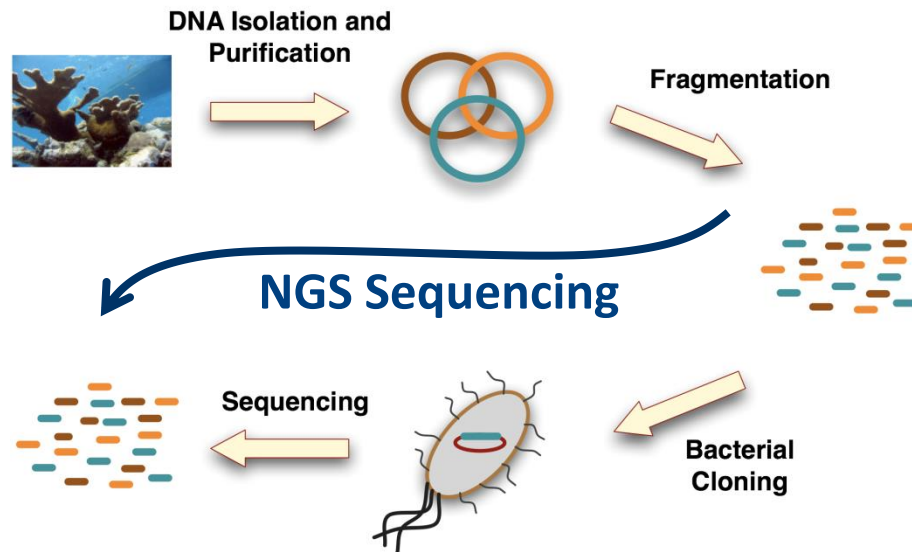 DNA Isolation and
Purification
Fragmentation
NGS Sequencing
Sequencing
Bacterial
Cloning